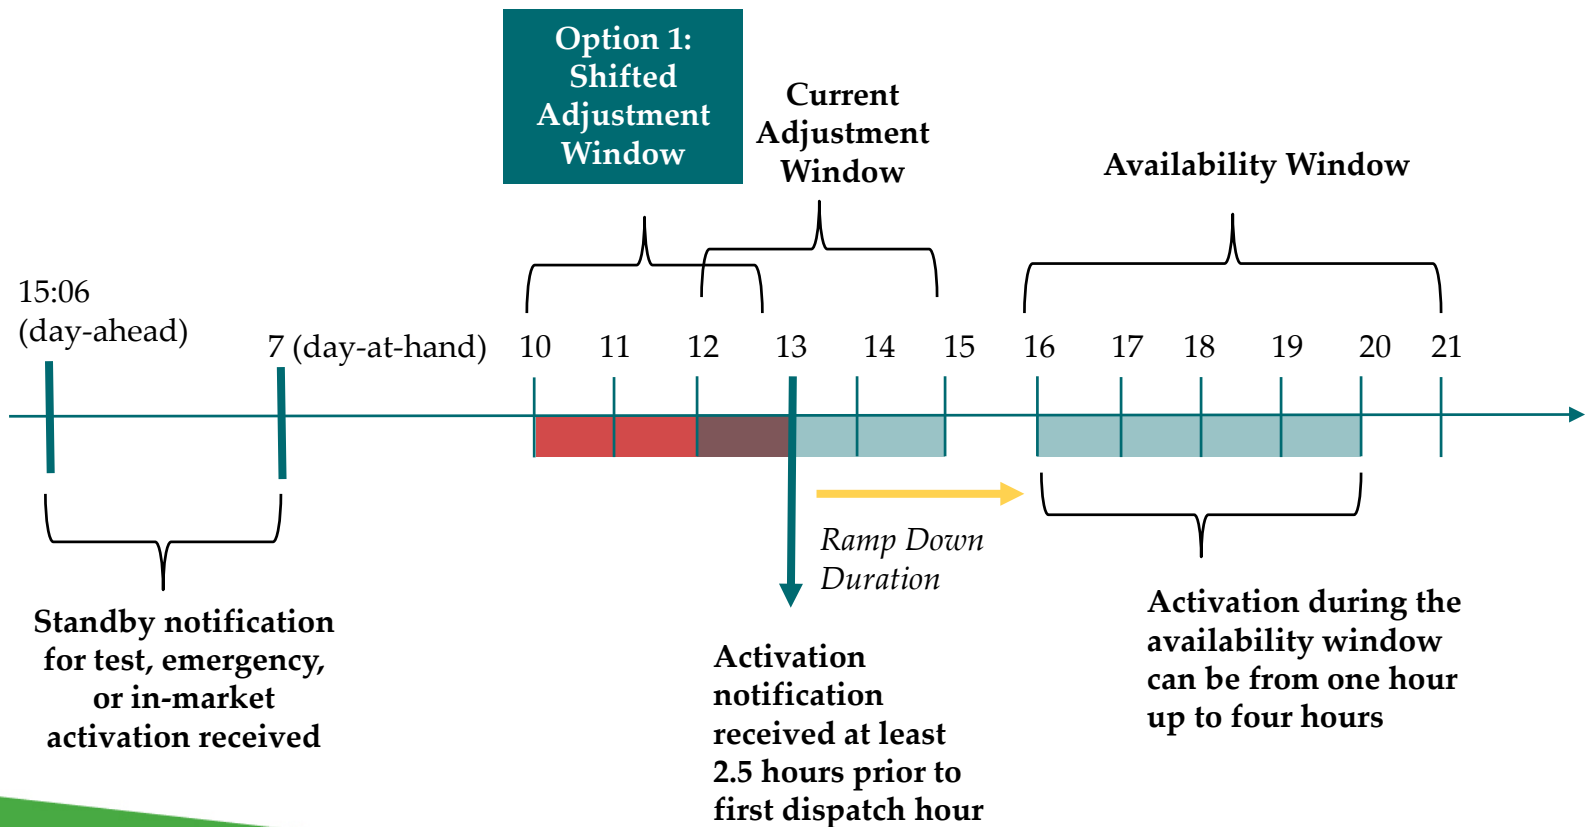 Option 1:
Shifted
Adjustment
Window
Current
Adjustment
Window
Availability Window
15:06
(day-ahead)
7 (day-at-hand)
10
11
12
13
14
15
16
17
18
19
20
21
Ramp Down
Duration
Standby notification
for test, emergency,
or in-market
activation received
Activation
notification
received at least
2.5 hours prior to
first dispatch hour
Activation during the
availability window
can be from one hour
up to four hours